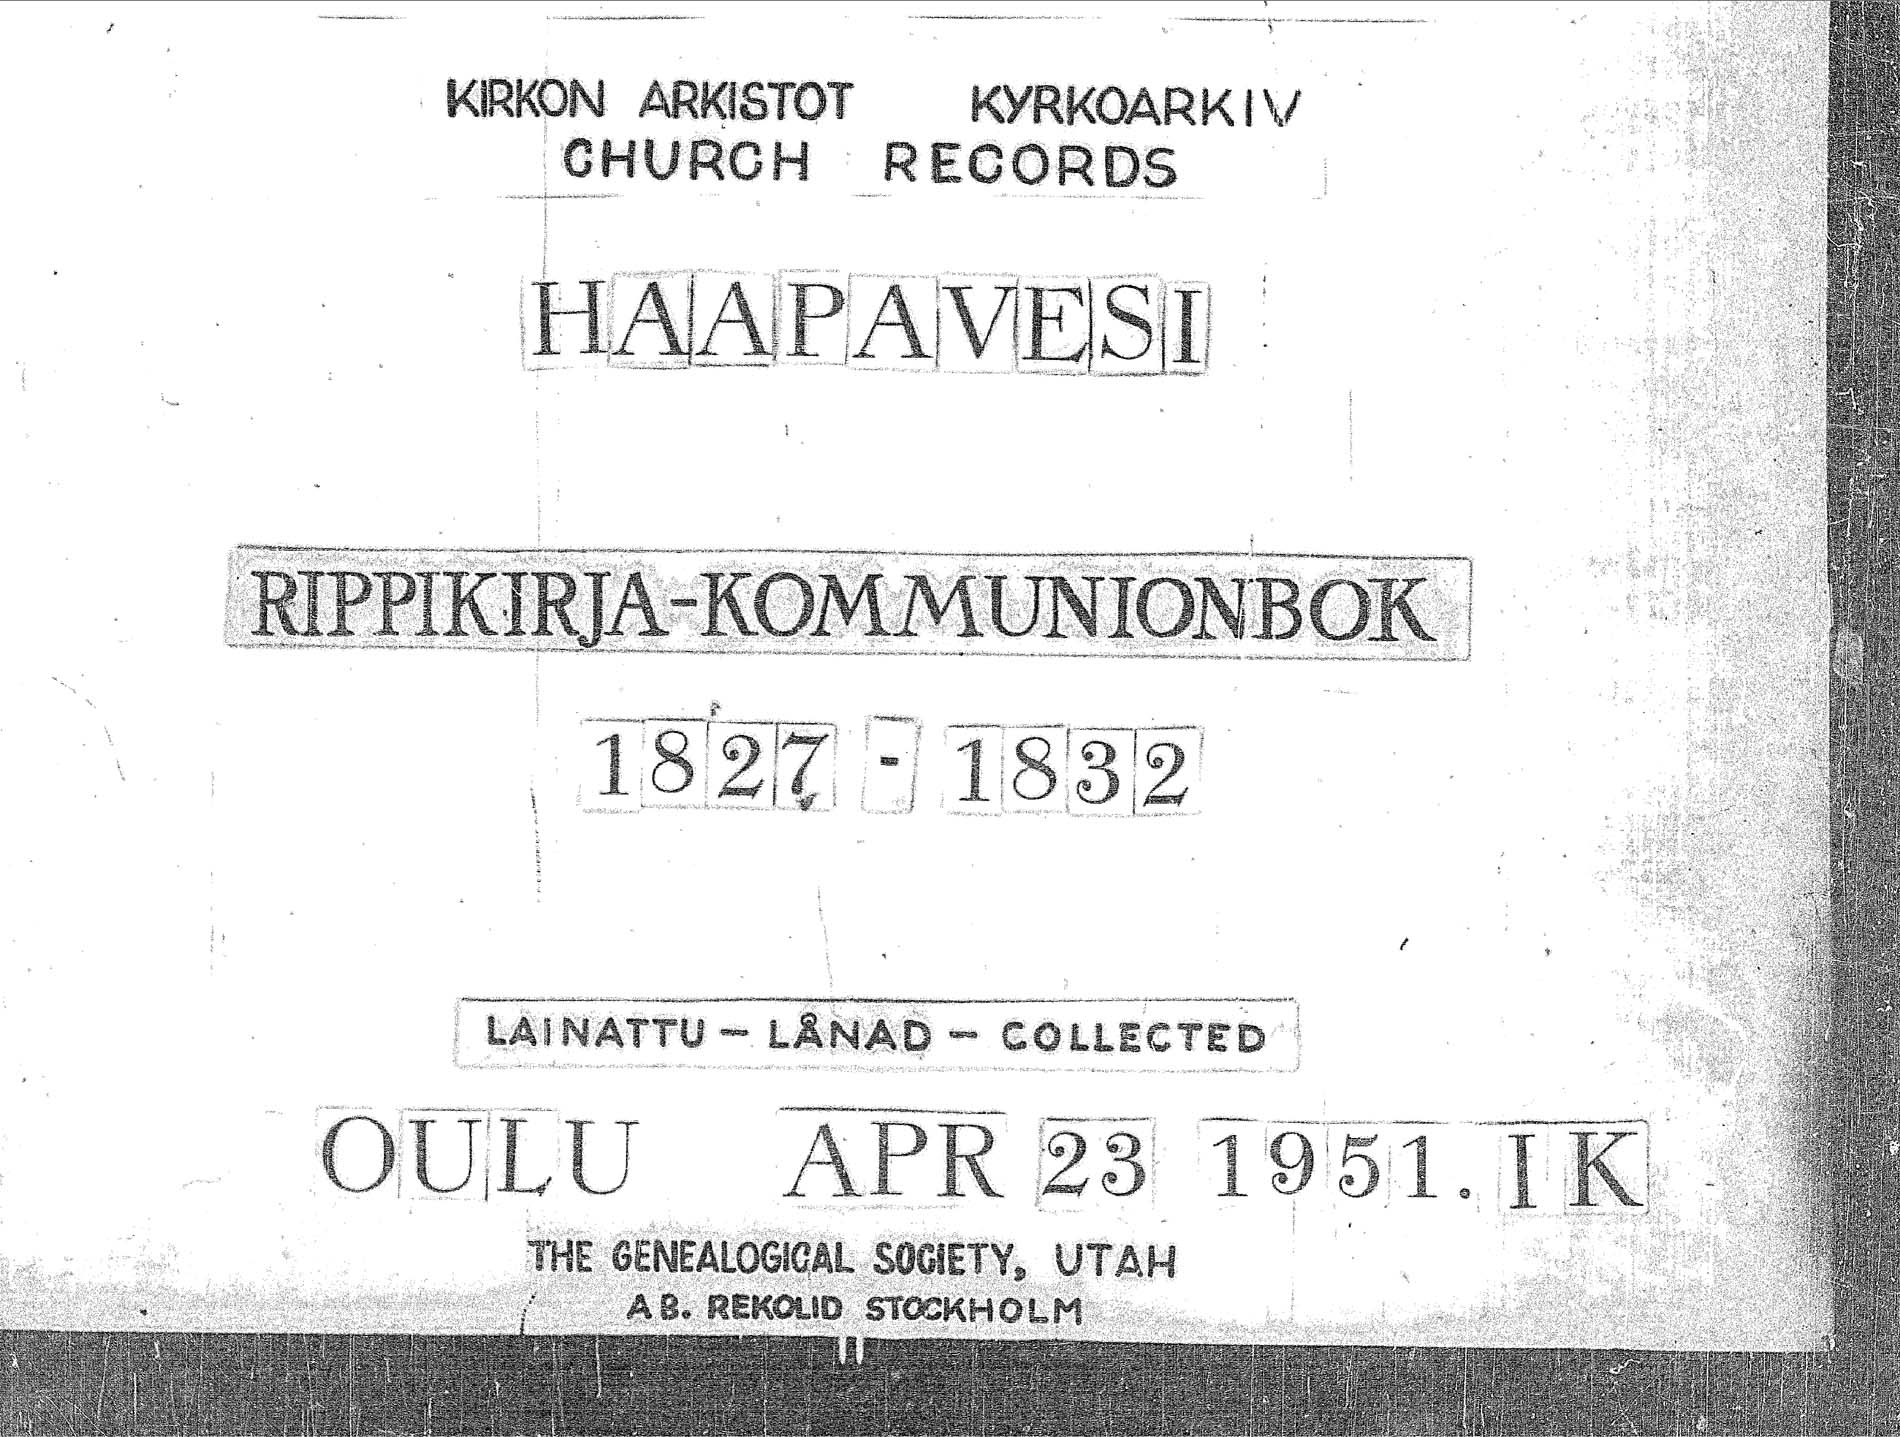 KIRKON ARKISTOT KYRKOARKIV
CHURCH RECORDS
HAAPAVESI
RIPPIKIRJA-KOMMUNIONBOK
1827 - 1832
LAINATTU - LÅNAD - COLLECTED
OULU APR 23 1951. IK
THE GENEALOGICAL SOCIETY, UTAH
AB. REKOLID STOCKHOLM